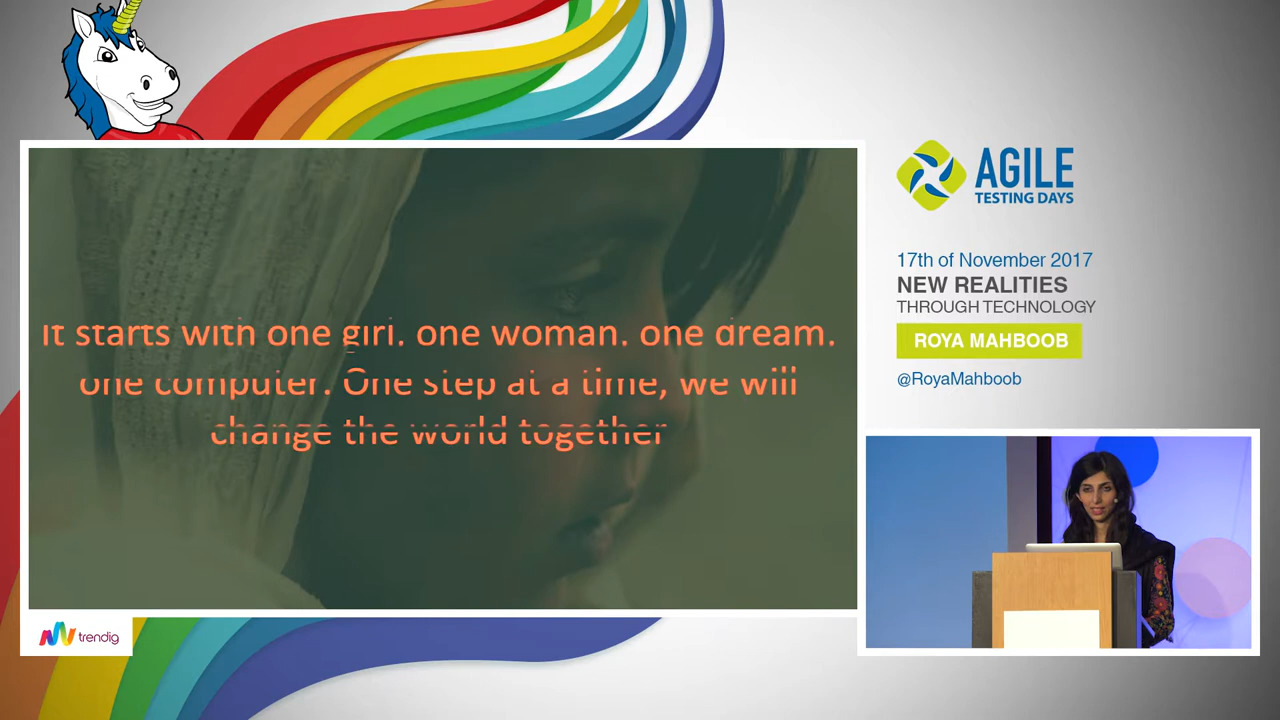 AGILE
TESTING DAYS
17th of November 2017
NEW REALITIES
THROUGH TECHNOLOGY
ROYA MAHBOOB
@RoyaMahboob
It starts with one girl, one woman, one dream,
one computer. One step at a time, we will
change the world together
trendig